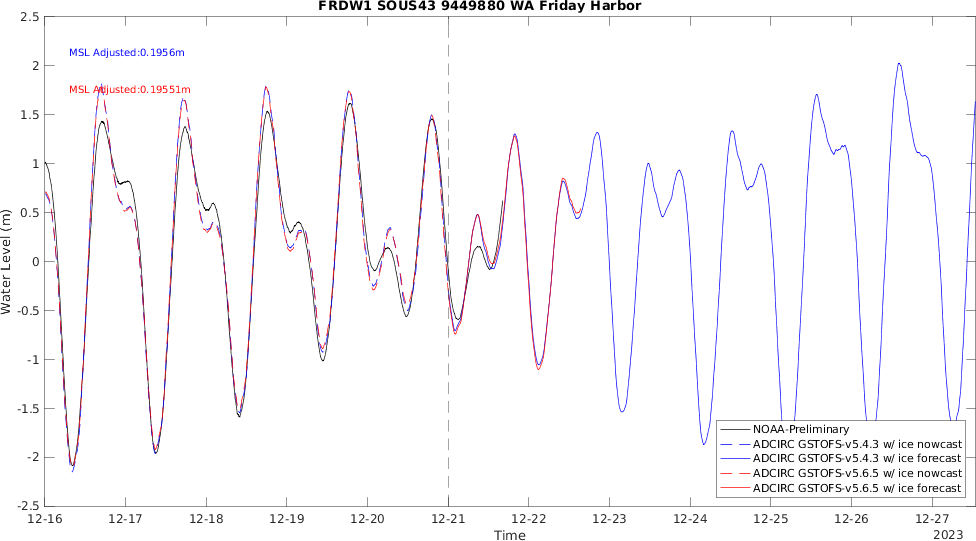 FRDW1 SOUS43 9449880 WA Friday Harbor
MSL Adjusted:0.1956m
MSL Adjusted:0.19551m
Water Level (m)
2.5
2
1.5
1
0.5
0
-0.5
-1
-1.5
-2
-2.5
NOAA-Preliminary
ADCIRC GSTOFS-v5.4.3 w/ ice nowcast
ADCIRC GSTOFS-v5.4.3 w/ ice forecast
ADCIRC GSTOFS-v5.6.5 w/ ice nowcast
ADCIRC GSTOFS-v5.6.5 w/ ice forecast
12-16 12-17 12-18 12-19 12-20 12-21 12-22 12-23 12-24 12-25 12-26 12-27
Time
2023